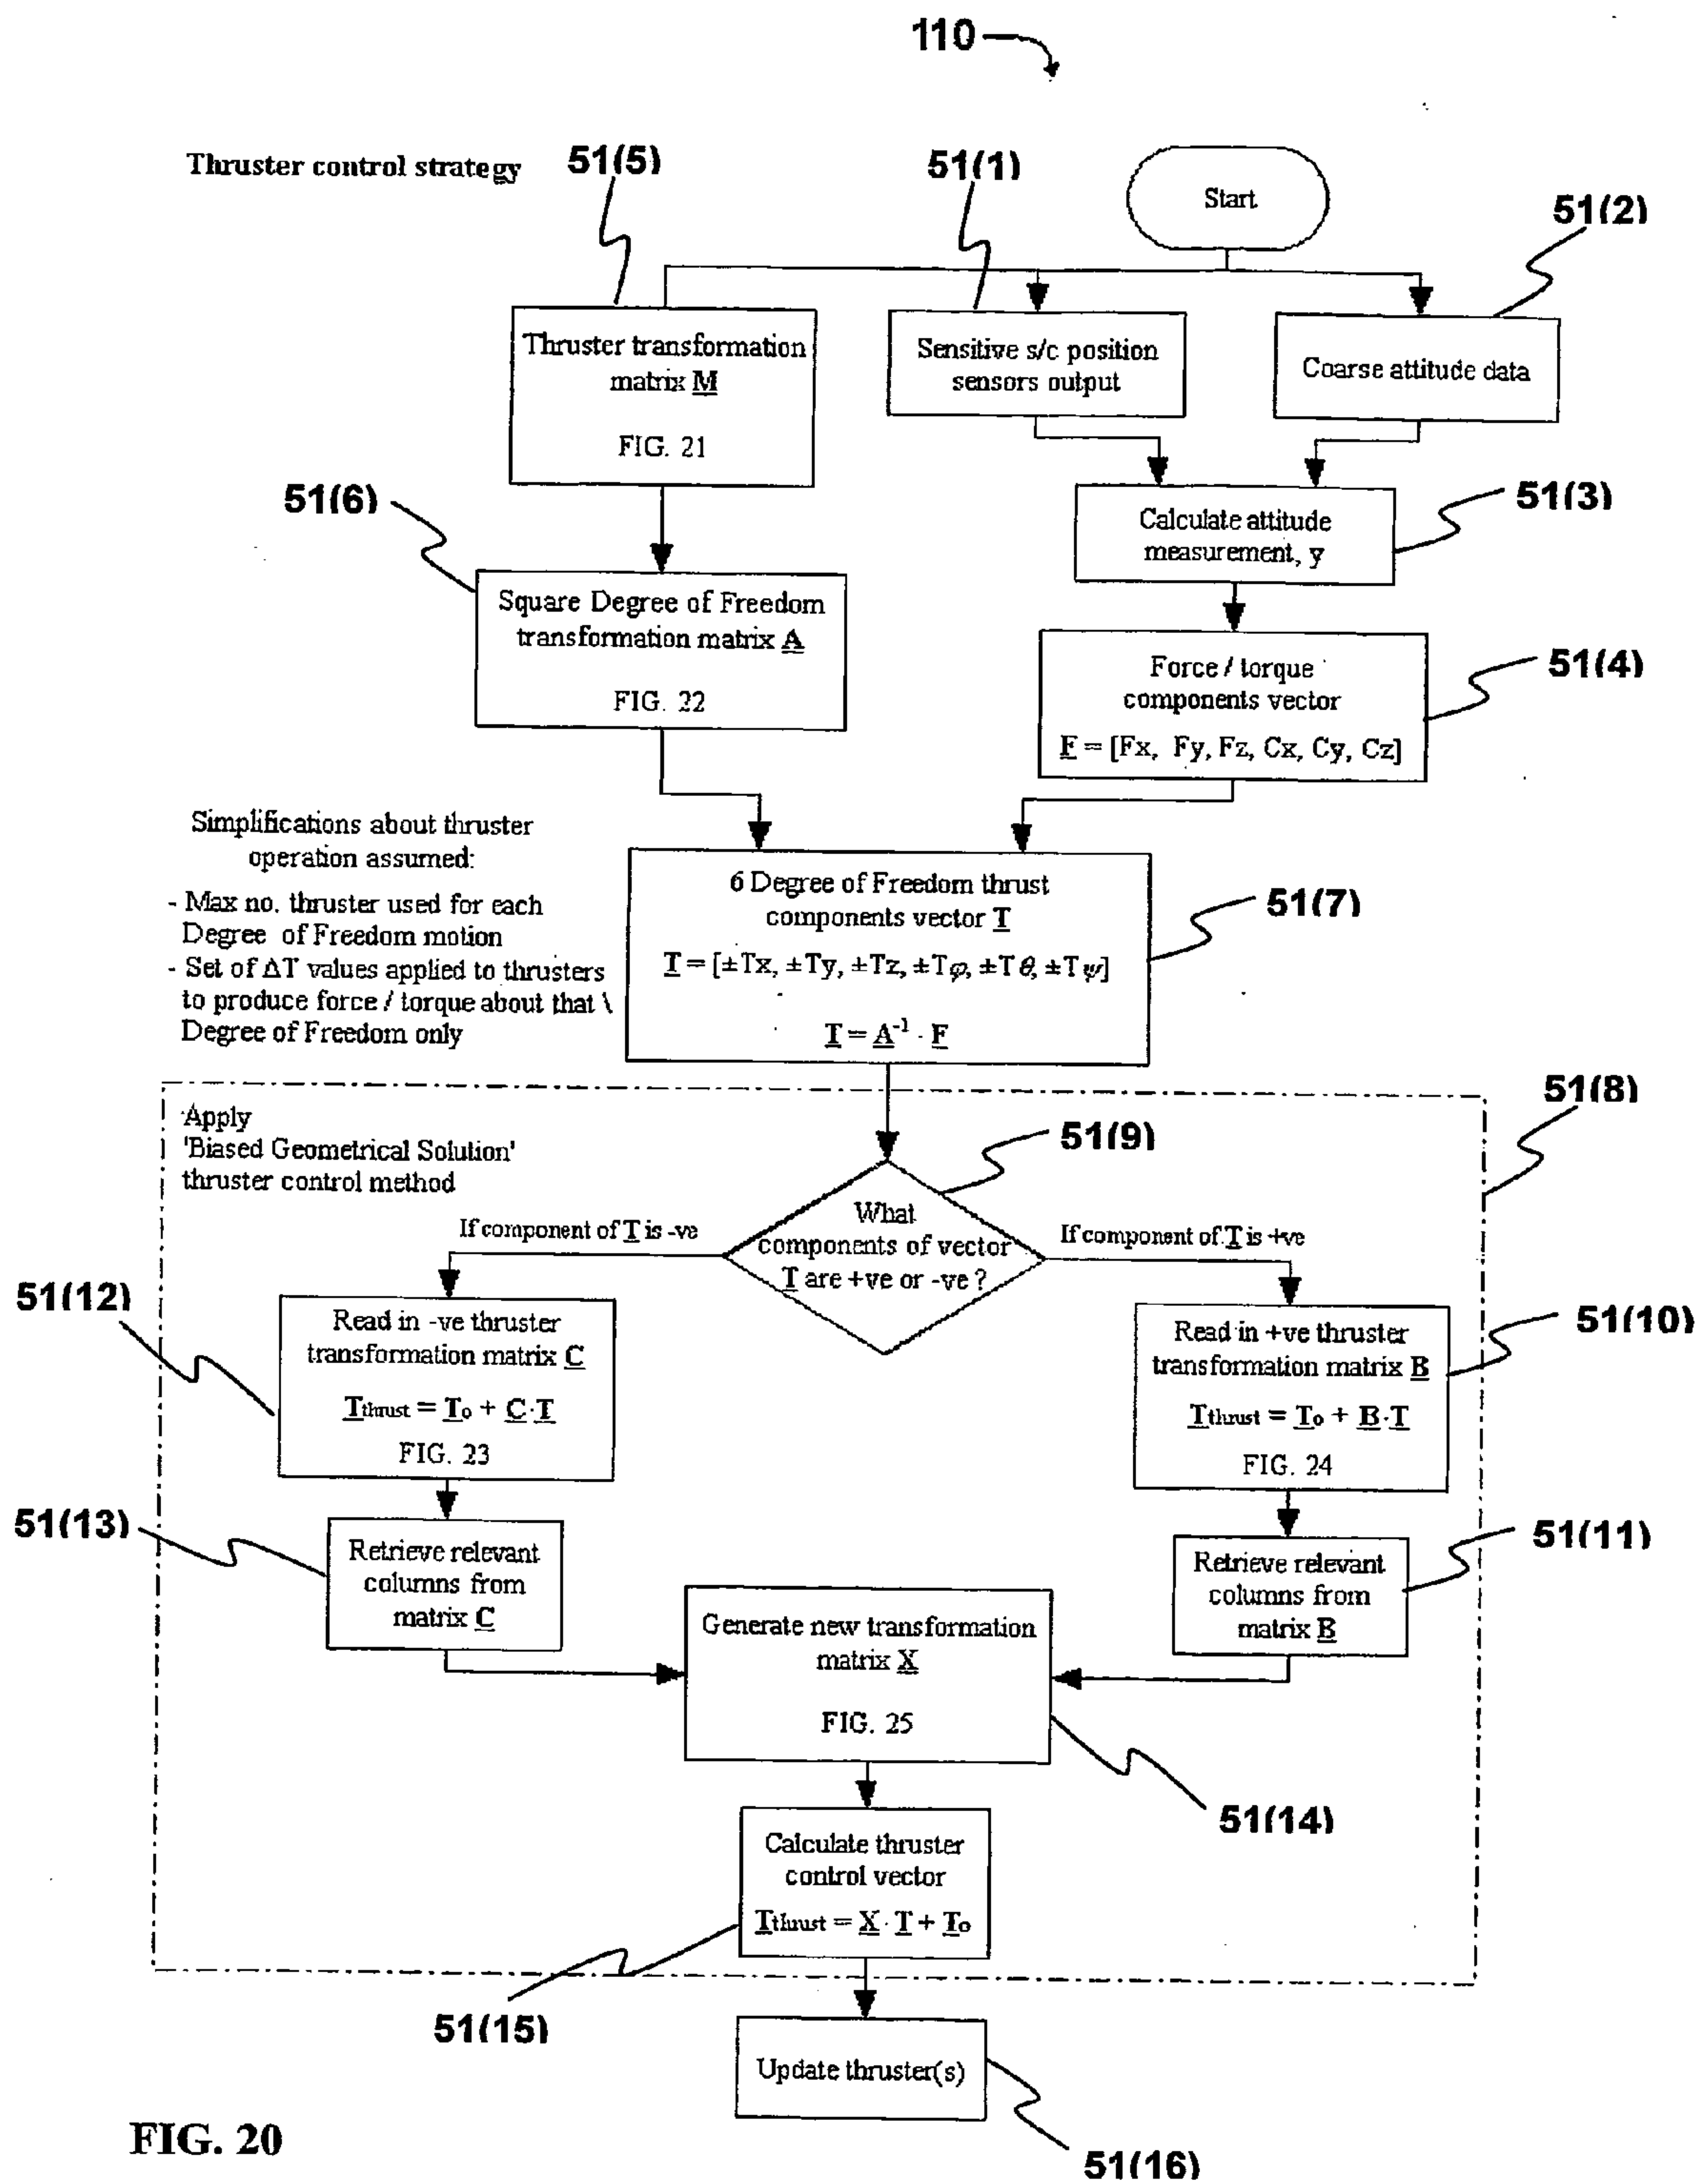 110
Thruster control strategy
51(5)
51(1)
Start
51(2)
Thruster transformation
matrix M
FIG. 21
Sensitive s/c position
sensors output
Coarse attitude data
51(6)
51(3)
Calculate attitude
measurement, y
Square Degree of Freedom
transformation matrix A
FIG. 22
51(4)
Force / torque
components vector
F = [Fx, Fy, Fz, Cx, Cy, Cz]
Simplifications about thruster
operation assumed:
- Max no. thruster used for each
Degree of Freedom motion
- Set of ΔT values applied to thrusters
to produce force / torque about that \
Degree of Freedom only
6 Degree of Freedom thrust
components vector T
T = [±Tx, ±Ty, ±Tz, ±Tφ, ±Tθ, ±Tψ]
T = A⁻¹ · F
51(7)
51(8)
Apply
'Biased Geometrical Solution'
thruster control method
51(9)
What
components of vector
T are +ve or -ve ?
If component of T is -ve
If component of T is +ve
51(12)
Read in -ve thruster
transformation matrix C
Tthrust = To + C·T
FIG. 23
51(10)
Read in +ve thruster
transformation matrix B
Tthrust = To + B·T
FIG. 24
51(13)
Retrieve relevant
columns from
matrix C
51(11)
Retrieve relevant
columns from
matrix B
Generate new transformation
matrix X
FIG. 25
51(14)
Calculate thruster
control vector
Tthrust = X · T + To
51(15)
Update thruster(s)
51(16)
FIG. 20